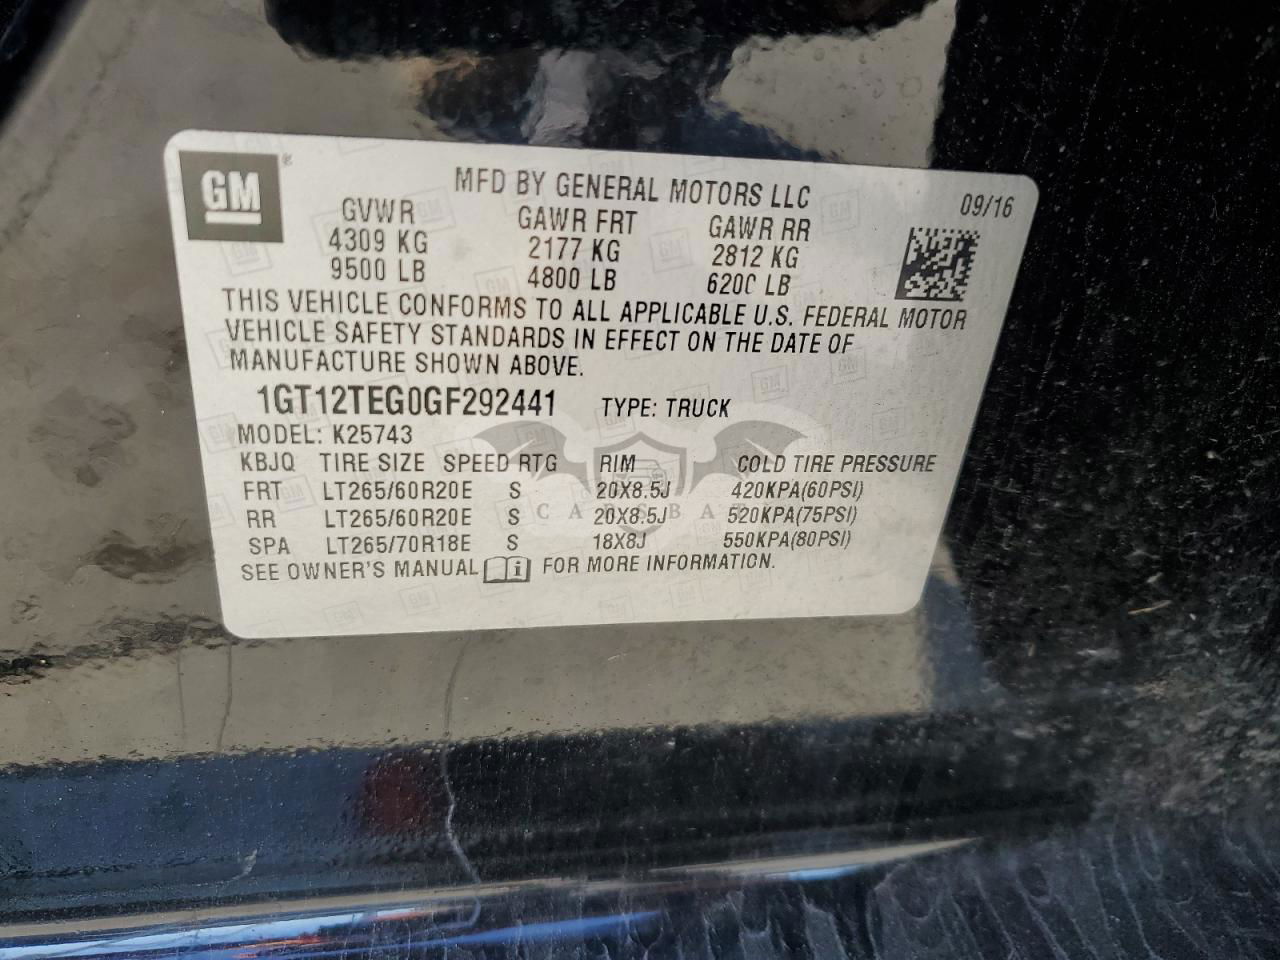 GM ®
MFD BY GENERAL MOTORS LLC 09/16
GVWR GAWR FRT GAWR RR
4309 KG 2177 KG 2812 KG
9500 LB 4800 LB 6200 LB
THIS VEHICLE CONFORMS TO ALL APPLICABLE U.S. FEDERAL MOTOR
VEHICLE SAFETY STANDARDS IN EFFECT ON THE DATE OF
MANUFACTURE SHOWN ABOVE.
1GT12TEG0GF292441 TYPE: TRUCK
MODEL: K25743
KBJQ TIRE SIZE SPEED RTG RIM COLD TIRE PRESSURE
FRT LT265/60R20E S 20X8.5J 420KPA(60PSI)
RR LT265/60R20E S 20X8.5J 520KPA(75PSI)
SPA LT265/70R18E S 18X8J 550KPA(80PSI)
SEE OWNER'S MANUAL FOR MORE INFORMATION.